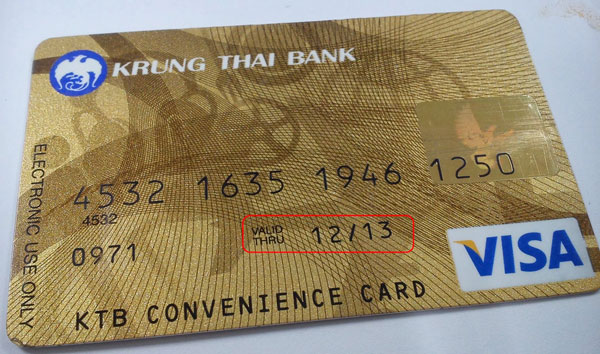 KRUNG THAI BANK
ELECTRONIC USE ONLY
4532 1635 1946 1250
4532
0971 VALID THRU 12/13
VISA
KTB CONVENIENCE CARD